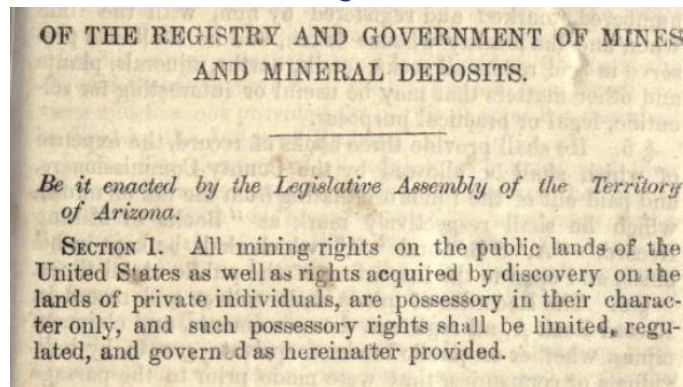 OF THE REGISTRY AND GOVERNMENT OF MINES
AND MINERAL DEPOSITS.
Be it enacted by the Legislative Assembly of the Territory
of Arizona.
SECTION 1. All mining rights on the public lands of the
United States as well as rights acquired by discovery on the
lands of private individuals, are possessory in their charac-
ter only, and such possessory rights shall be limited, regu-
lated, and governed as hereinafter provided.